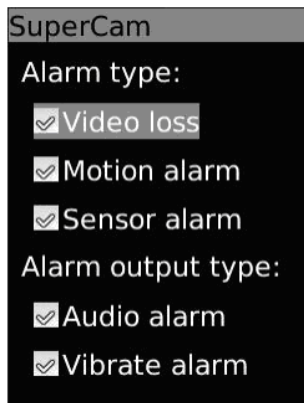 SuperCam
Alarm type:
Video loss
Motion alarm
Sensor alarm
Alarm output type:
Audio alarm
Vibrate alarm